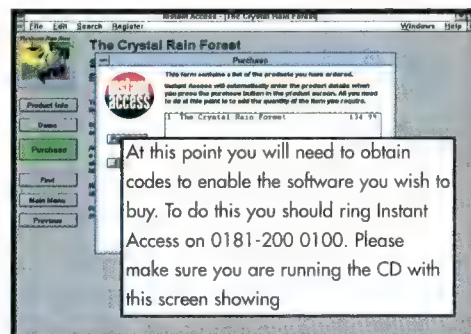 Instant Access - [The Crystal Rain Forest]
File Edit Search Register Windows Help
The Crystal Rain Forest
Purchase
instant access
This form contains a list of the products you have ordered.
Instant Access will automatically enter the product details when
you press the purchase button in the product screen. All you need
to do at this point is to add the quantity of the item you require.
1 The Crystal Rain Forest 134 99
Product Info
Demo
Purchase
Find
Main Menu
Previous
At this point you will need to obtain
codes to enable the software you wish to
buy. To do this you should ring Instant
Access on 0181-200 0100. Please
make sure you are running the CD with
this screen showing